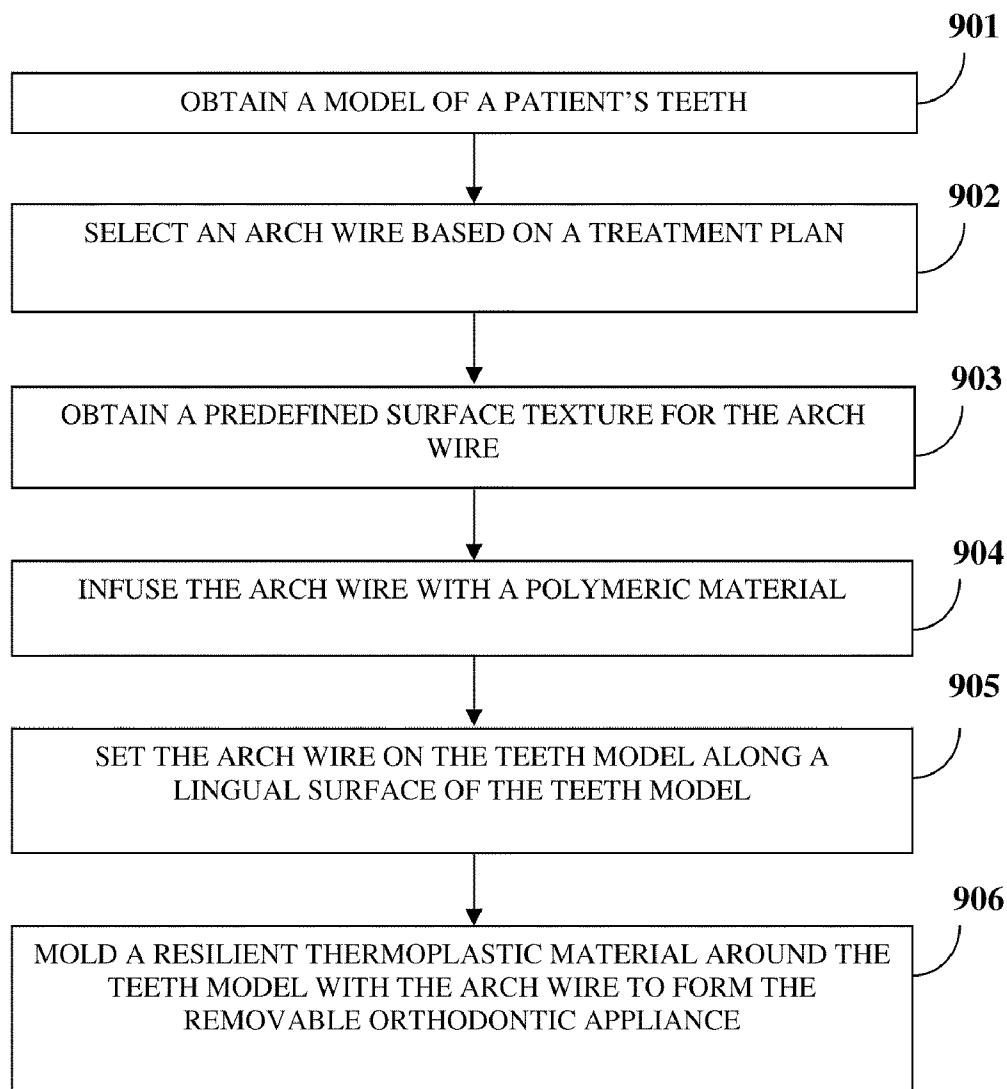 901
OBTAIN A MODEL OF A PATIENT'S TEETH
902
SELECT AN ARCH WIRE BASED ON A TREATMENT PLAN
903
OBTAIN A PREDEFINED SURFACE TEXTURE FOR THE ARCH
WIRE
904
INFUSE THE ARCH WIRE WITH A POLYMERIC MATERIAL
905
SET THE ARCH WIRE ON THE TEETH MODEL ALONG A
LINGUAL SURFACE OF THE TEETH MODEL
906
MOLD A RESILIENT THERMOPLASTIC MATERIAL AROUND THE
TEETH MODEL WITH THE ARCH WIRE TO FORM THE
REMOVABLE ORTHODONTIC APPLIANCE